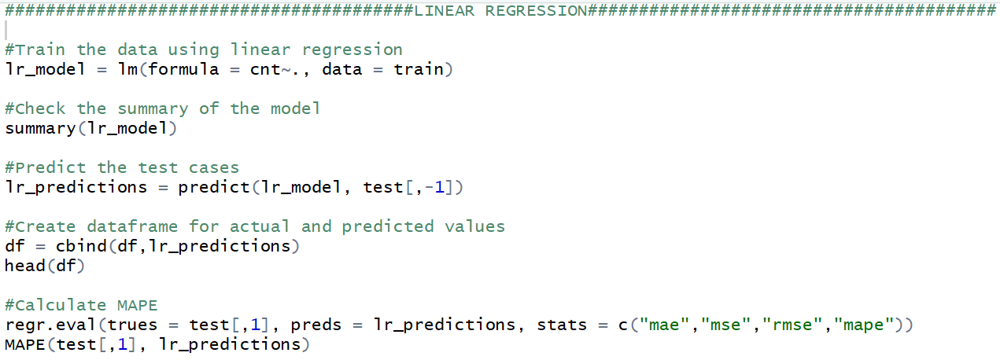 ########################################LINEAR REGRESSION########################################
#Train the data using linear regression
lr_model = lm(formula = cnt~., data = train)
#Check the summary of the model
summary(lr_model)
#Predict the test cases
lr_predictions = predict(lr_model, test[,-1])
#Create dataframe for actual and predicted values
df = cbind(df,lr_predictions)
head(df)
#Calculate MAPE
regr.eval(trues = test[,1], preds = lr_predictions, stats = c("mae","mse","rmse","mape"))
MAPE(test[,1], lr_predictions)